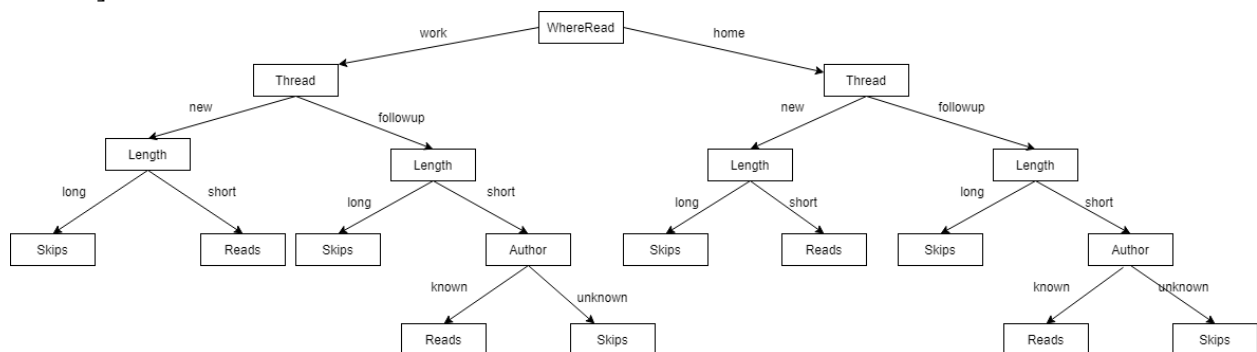 WhereRead
work
home
Thread
Thread
new
followup
new
followup
Length
Length
Length
Length
long
short
long
short
long
short
long
short
Skips
Reads
Skips
Author
Skips
Reads
Skips
Author
known
unknown
known
unknown
Reads
Skips
Reads
Skips